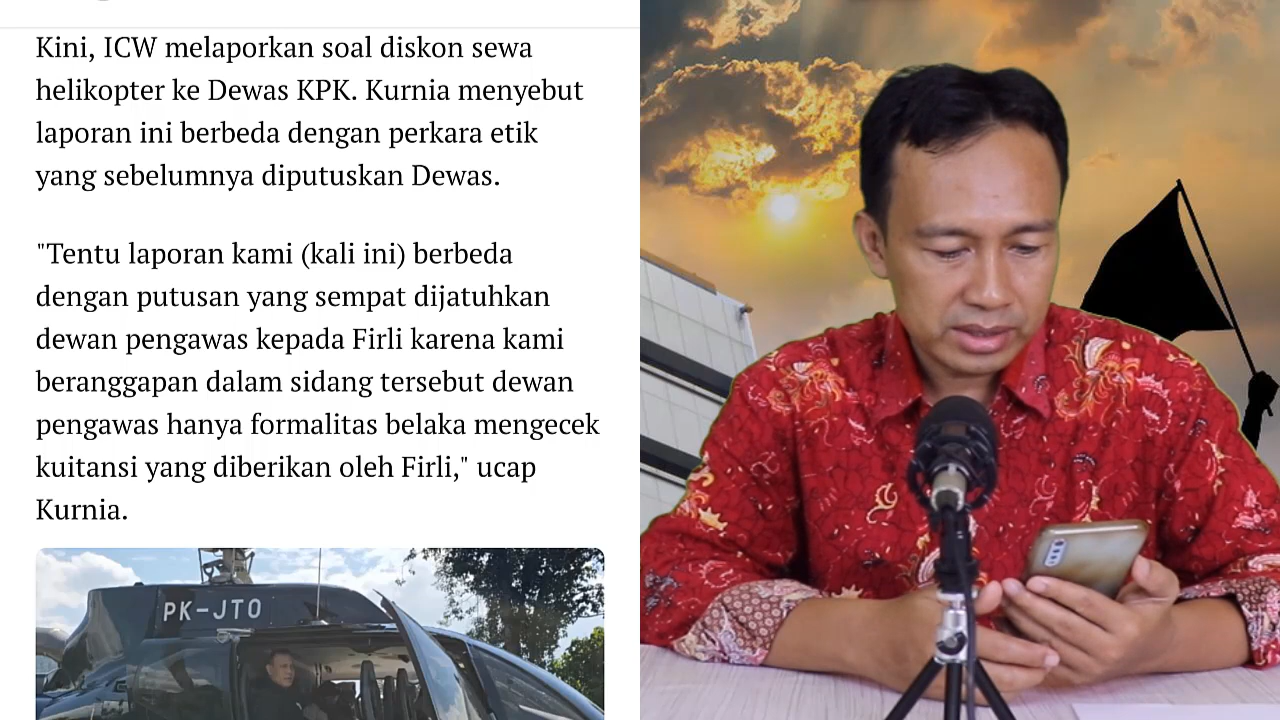 Kini, ICW melaporkan soal diskon sewa
helikopter ke Dewas KPK. Kurnia menyebut
laporan ini berbeda dengan perkara etik
yang sebelumnya diputuskan Dewas.
"Tentu laporan kami (kali ini) berbeda
dengan putusan yang sempat dijatuhkan
dewan pengawas kepada Firli karena kami
beranggapan dalam sidang tersebut dewan
pengawas hanya formalitas belaka mengecek
kuitansi yang diberikan oleh Firli," ucap
Kurnia.
PK-JTO